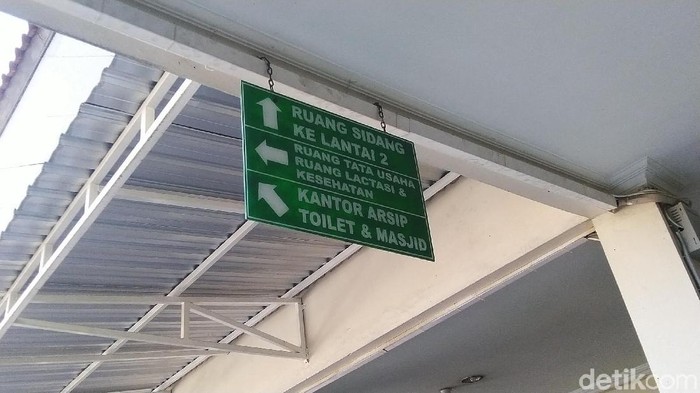 RUANG SIDANG
KE LANTAI 2
RUANG TATA USAHA
RUANG LACTASI &
KESEHATAN
KANTOR ARSIP
TOILET & MASJID
detikcom